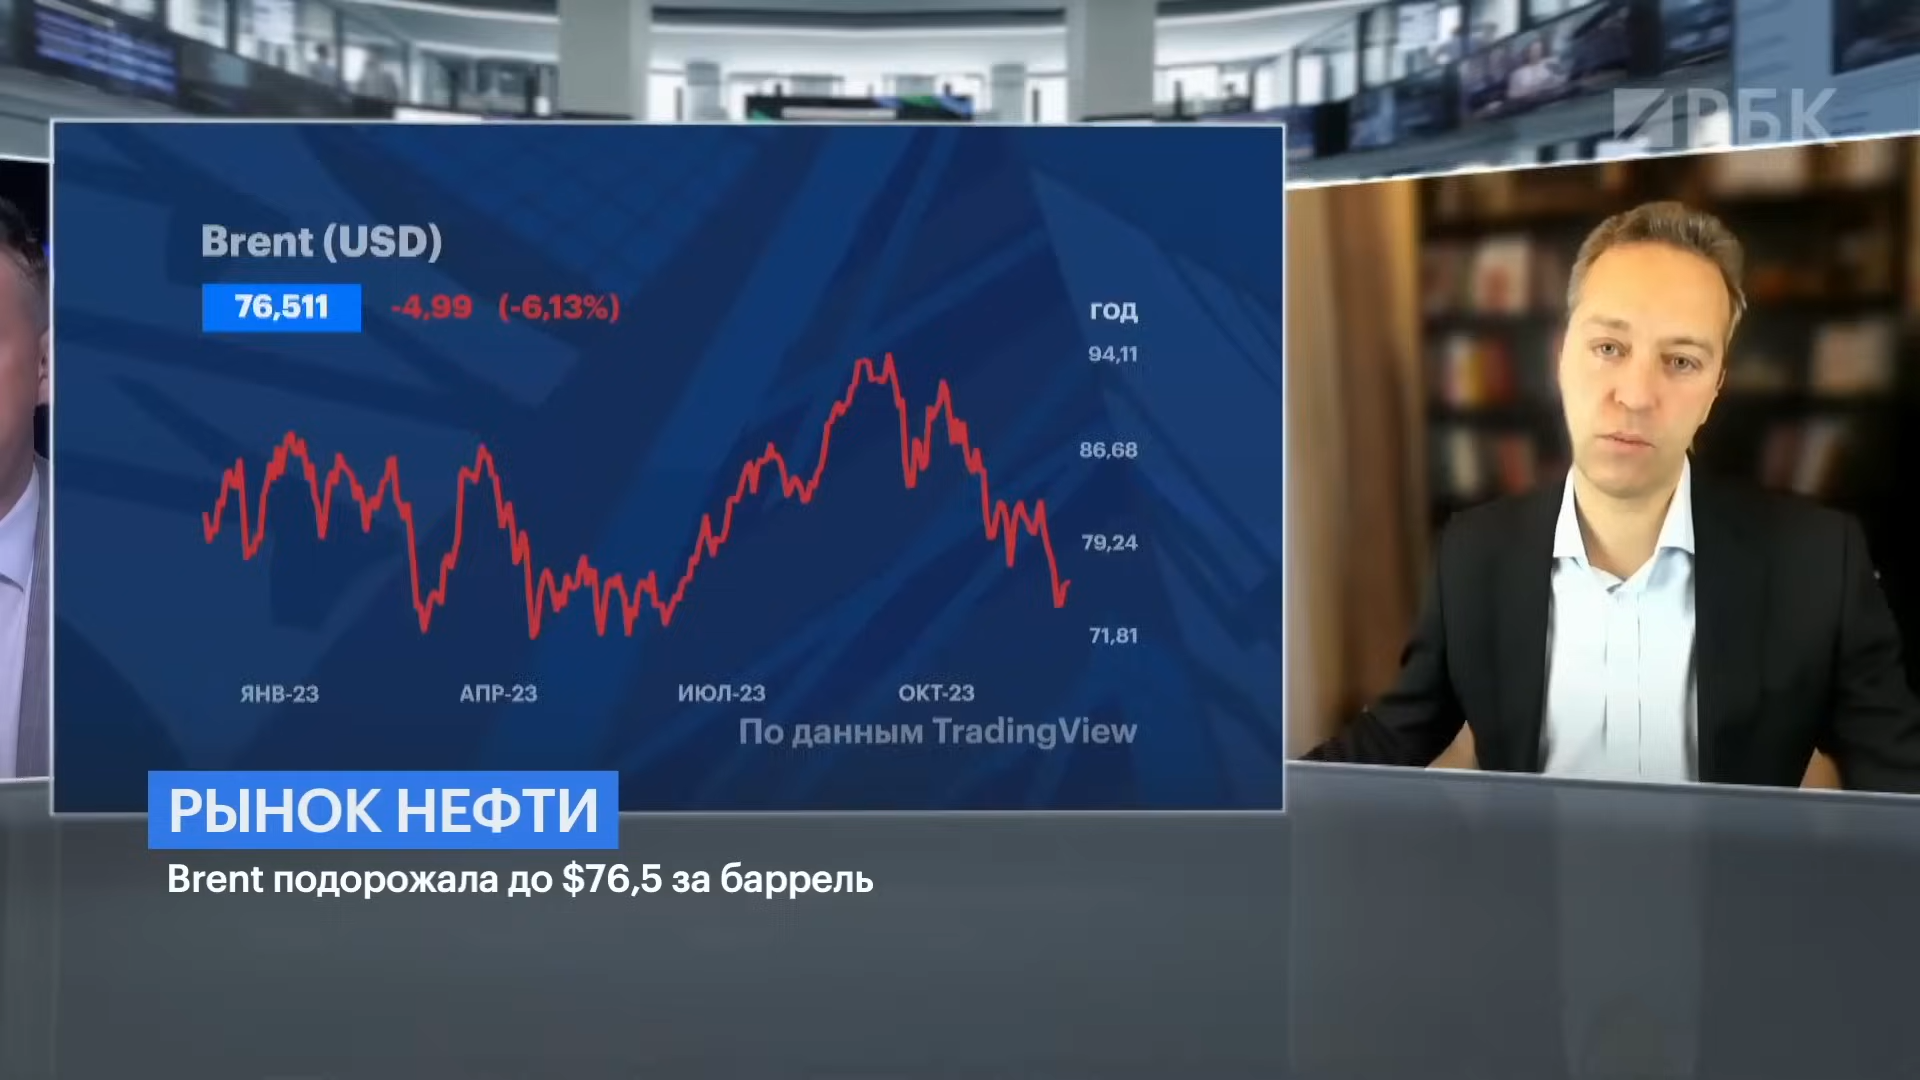 РБК
Brent (USD)
76,511 -4,99 (-6,13%)
год
94,11
86,68
79,24
71,81
ЯНВ-23 АПР-23 ИЮЛ-23 ОКТ-23
По данным TradingView
РЫНОК НЕФТИ
Brent подорожала до $76,5 за баррель